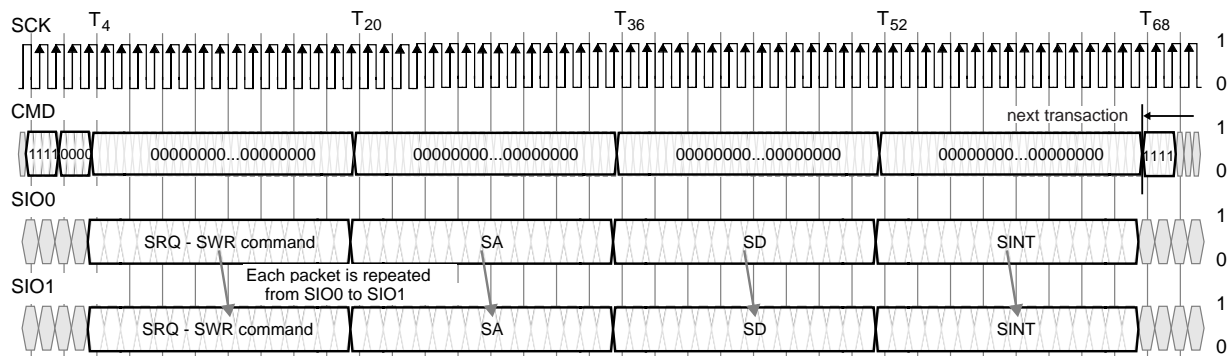 SCK T4 T20 T36 T52 T68 1
0
CMD next transaction 1
1111 0000 00000000...00000000 00000000...00000000 00000000...00000000 00000000...00000000 1111
0
SIO0 1
SRQ - SWR command SA SD SINT
0
Each packet is repeated
from SIO0 to SIO1
SIO1 1
SRQ - SWR command SA SD SINT
0